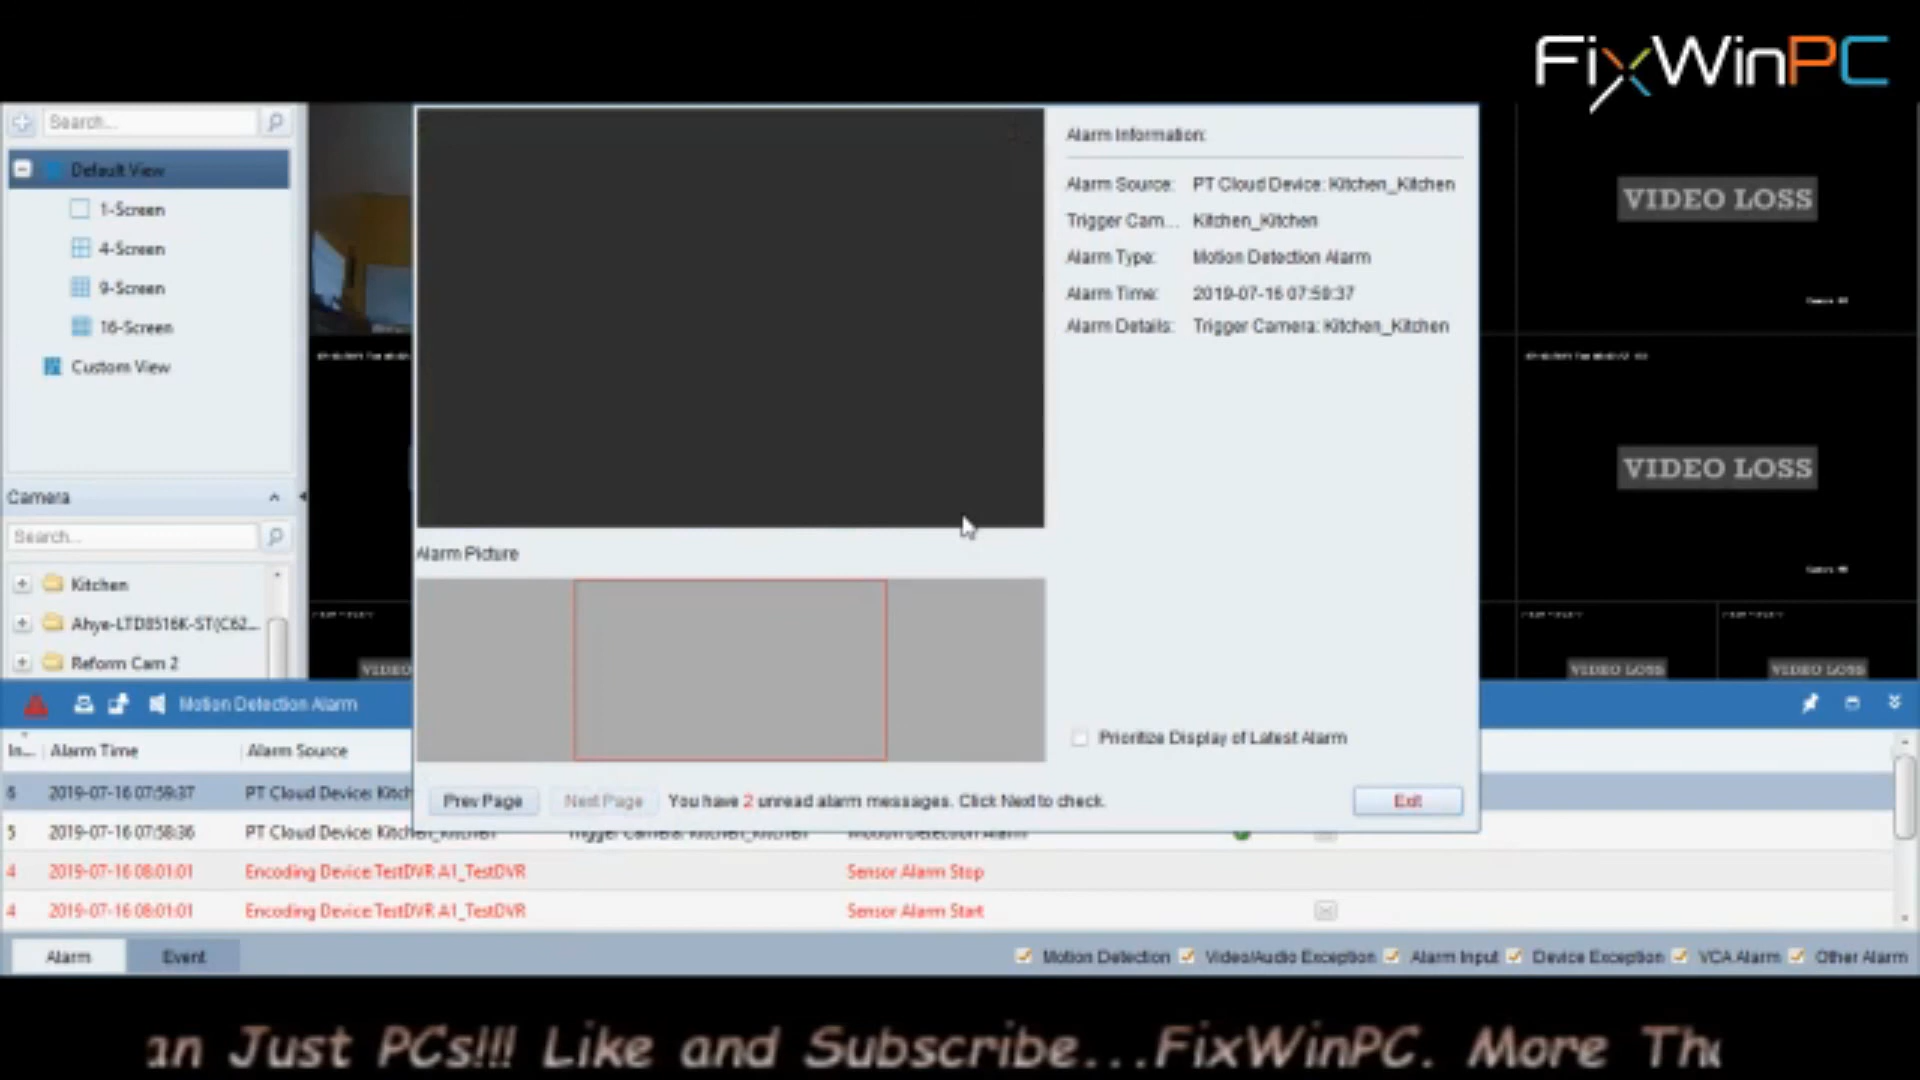 FixWinPC
Search...
Default View
1-Screen
4-Screen
9-Screen
16-Screen
Custom View
Camera
Search...
Kitchen
Ahye-LTD8516K-ST(C62...
Reform Cam 2
Alarm Information:
Alarm Source: PT Cloud Device: Kitchen_Kitchen
Trigger Cam... Kitchen_Kitchen
Alarm Type: Motion Detection Alarm
Alarm Time: 2019-07-16 07:59:37
Alarm Details: Trigger Camera: Kitchen_Kitchen
Alarm Picture
Prioritize Display of Latest Alarm
Prev Page Next Page You have 2 unread alarm messages. Click Next to check. Exit
VIDEO LOSS
VIDEO LOSS
VIDEO
VIDEO LOSS VIDEO LOSS
Motion Detection Alarm
In... Alarm Time Alarm Source
6 2019-07-16 07:59:37 PT Cloud Device: Kitch
5 2019-07-16 07:58:36 PT Cloud Device: Kitchen_Kitchen Trigger Camera: Kitchen_Kitchen Motion Detection Alarm
4 2019-07-16 08:01:01 Encoding Device:TestDVR A1_TestDVR Sensor Alarm Stop
4 2019-07-16 08:01:01 Encoding Device:TestDVR A1_TestDVR Sensor Alarm Start
Alarm Event Motion Detection Video/Audio Exception Alarm Input Device Exception VCA Alarm Other Alarm
an Just PCs!!! Like and Subscribe...FixWinPC. More Tha